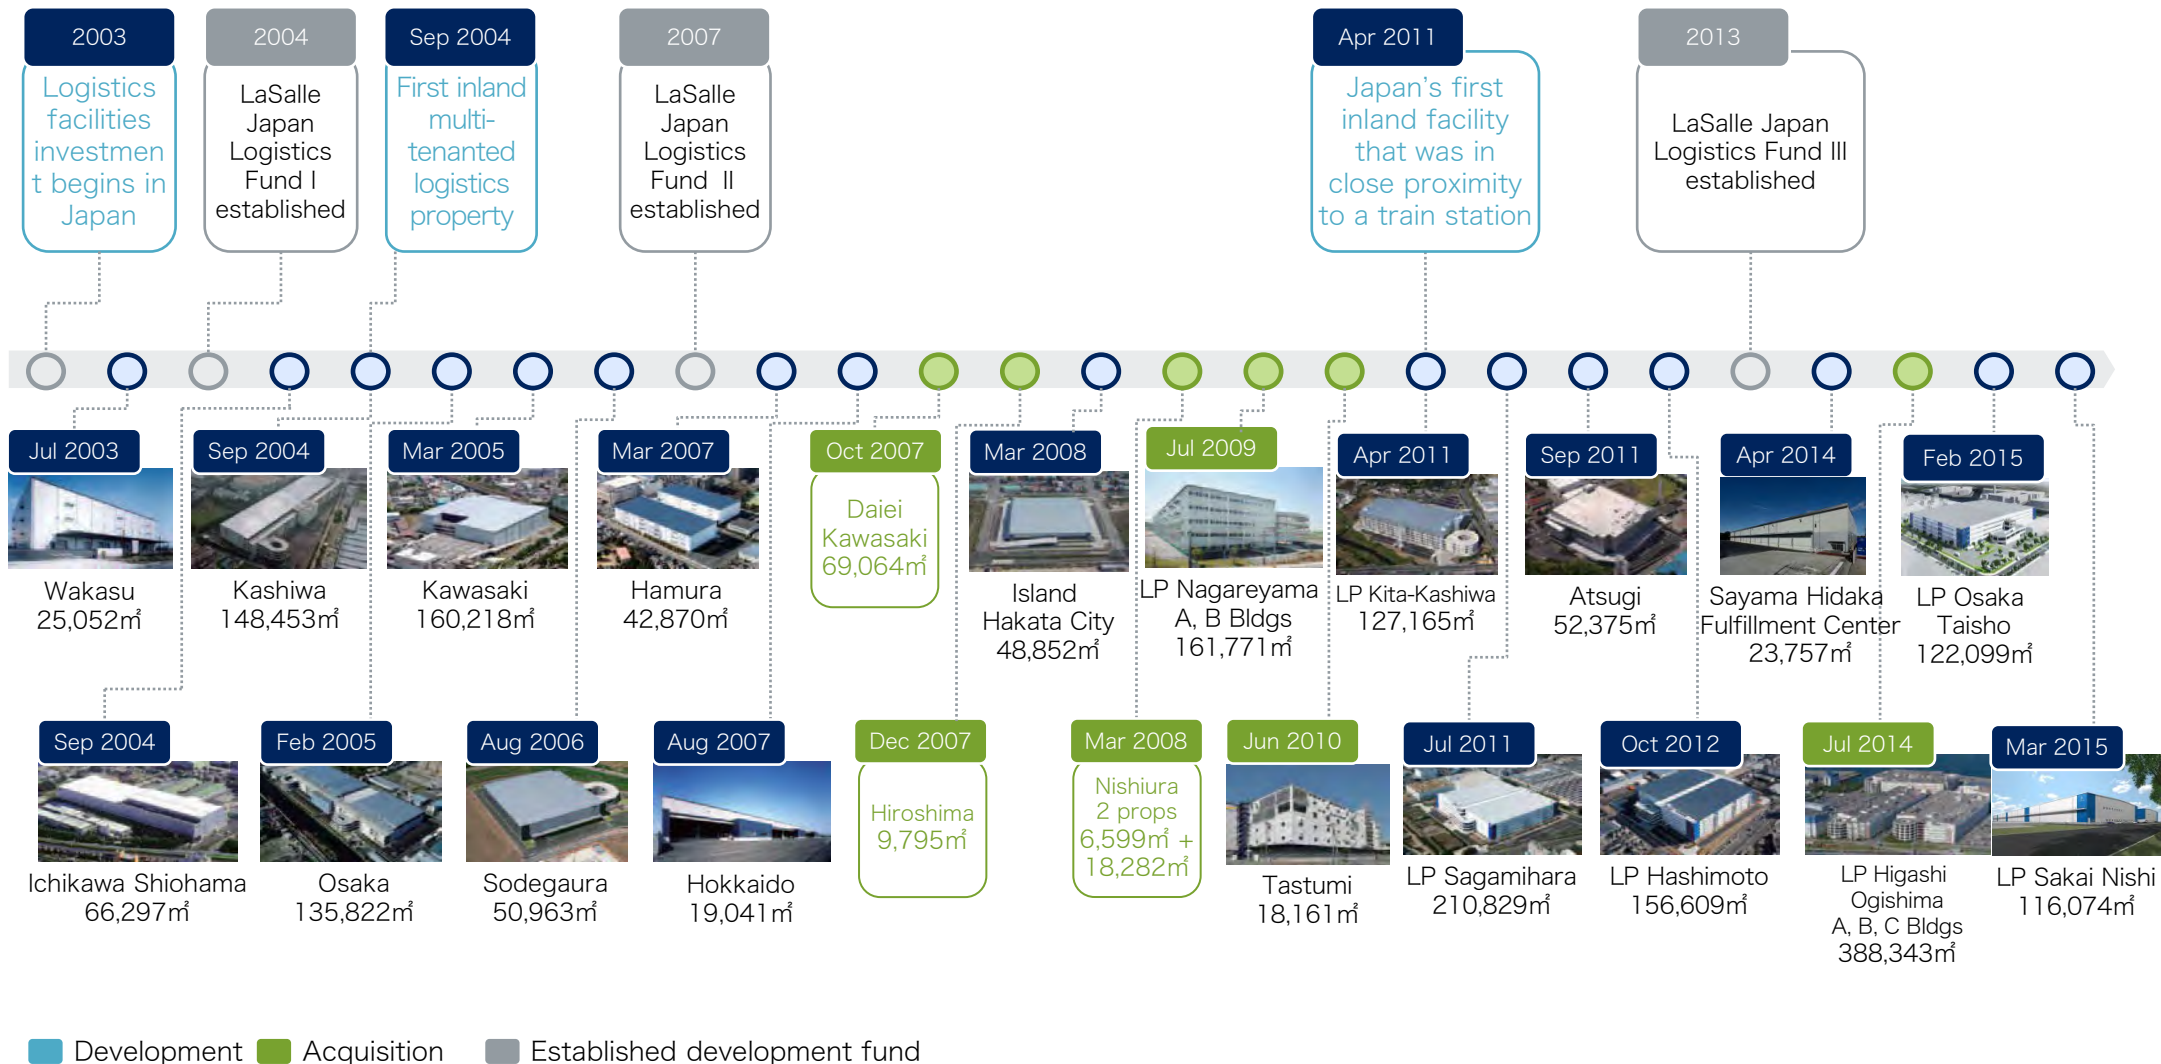 2003
Logistics
facilities
investmen
t begins in
Japan
2004
LaSalle
Japan
Logistics
Fund I
established
Sep 2004
First inland
multi-
tenanted
logistics
property
2007
LaSalle
Japan
Logistics
Fund II
established
Apr 2011
Japan's first
inland facility
that was in
close proximity
to a train station
2013
LaSalle Japan
Logistics Fund III
established
Jul 2003
Wakasu
25,052㎡
Sep 2004
Kashiwa
148,453㎡
Mar 2005
Kawasaki
160,218㎡
Mar 2007
Hamura
42,870㎡
Oct 2007
Daiei
Kawasaki
69,064㎡
Mar 2008
Island
Hakata City
48,852㎡
Jul 2009
LP Nagareyama
A, B Bldgs
161,771㎡
Apr 2011
LP Kita-Kashiwa
127,165㎡
Sep 2011
Atsugi
52,375㎡
Apr 2014
Sayama Hidaka
Fulfillment Center
23,757㎡
Feb 2015
LP Osaka
Taisho
122,099㎡
Sep 2004
Ichikawa Shiohama
66,297㎡
Feb 2005
Osaka
135,822㎡
Aug 2006
Sodegaura
50,963㎡
Aug 2007
Hokkaido
19,041㎡
Dec 2007
Hiroshima
9,795㎡
Mar 2008
Nishiura
2 props
6,599㎡ +
18,282㎡
Jun 2010
Tastumi
18,161㎡
Jul 2011
LP Sagamihara
210,829㎡
Oct 2012
LP Hashimoto
156,609㎡
Jul 2014
LP Higashi
Ogishima
A, B, C Bldgs
388,343㎡
Mar 2015
LP Sakai Nishi
116,074㎡
Development
Acquisition
Established development fund